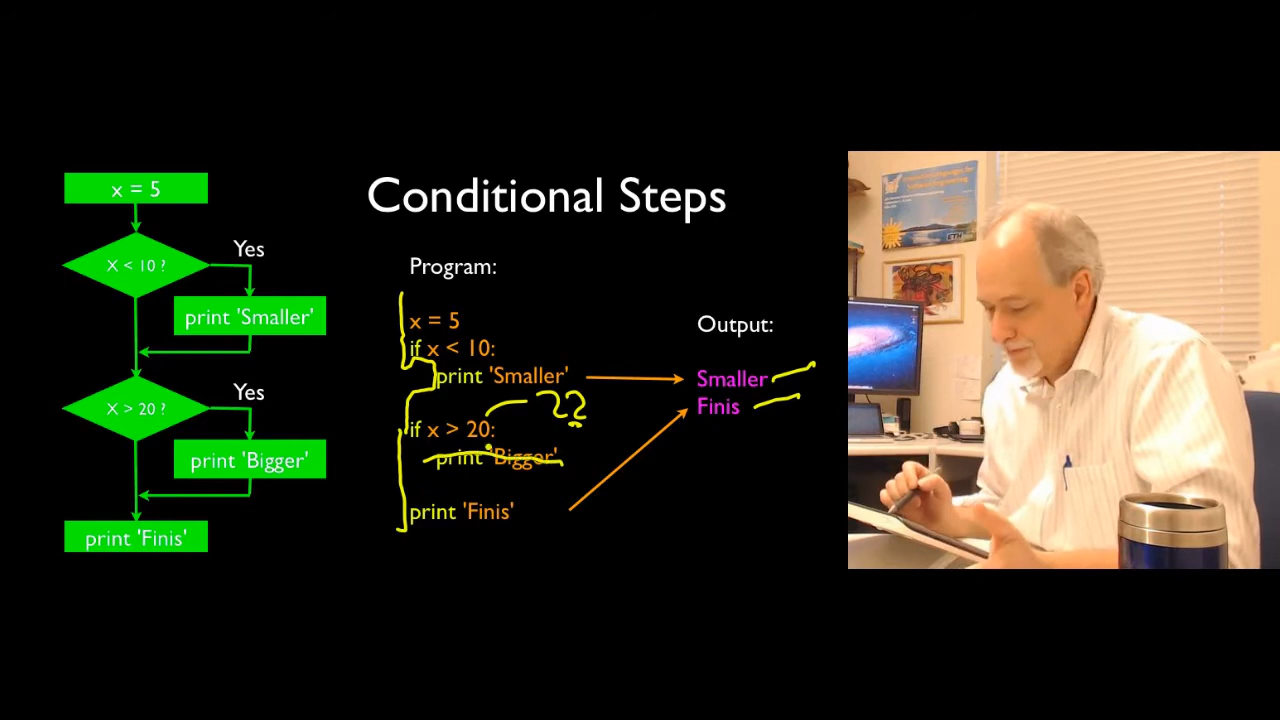 Conditional Steps
x = 5
X < 10 ?
Yes
print 'Smaller'
X > 20 ?
Yes
print 'Bigger'
print 'Finis'
Program:
x = 5
if x < 10:
print 'Smaller'
??
if x > 20:
print 'Bigger'
print 'Finis'
Output:
Smaller
Finis
ETH